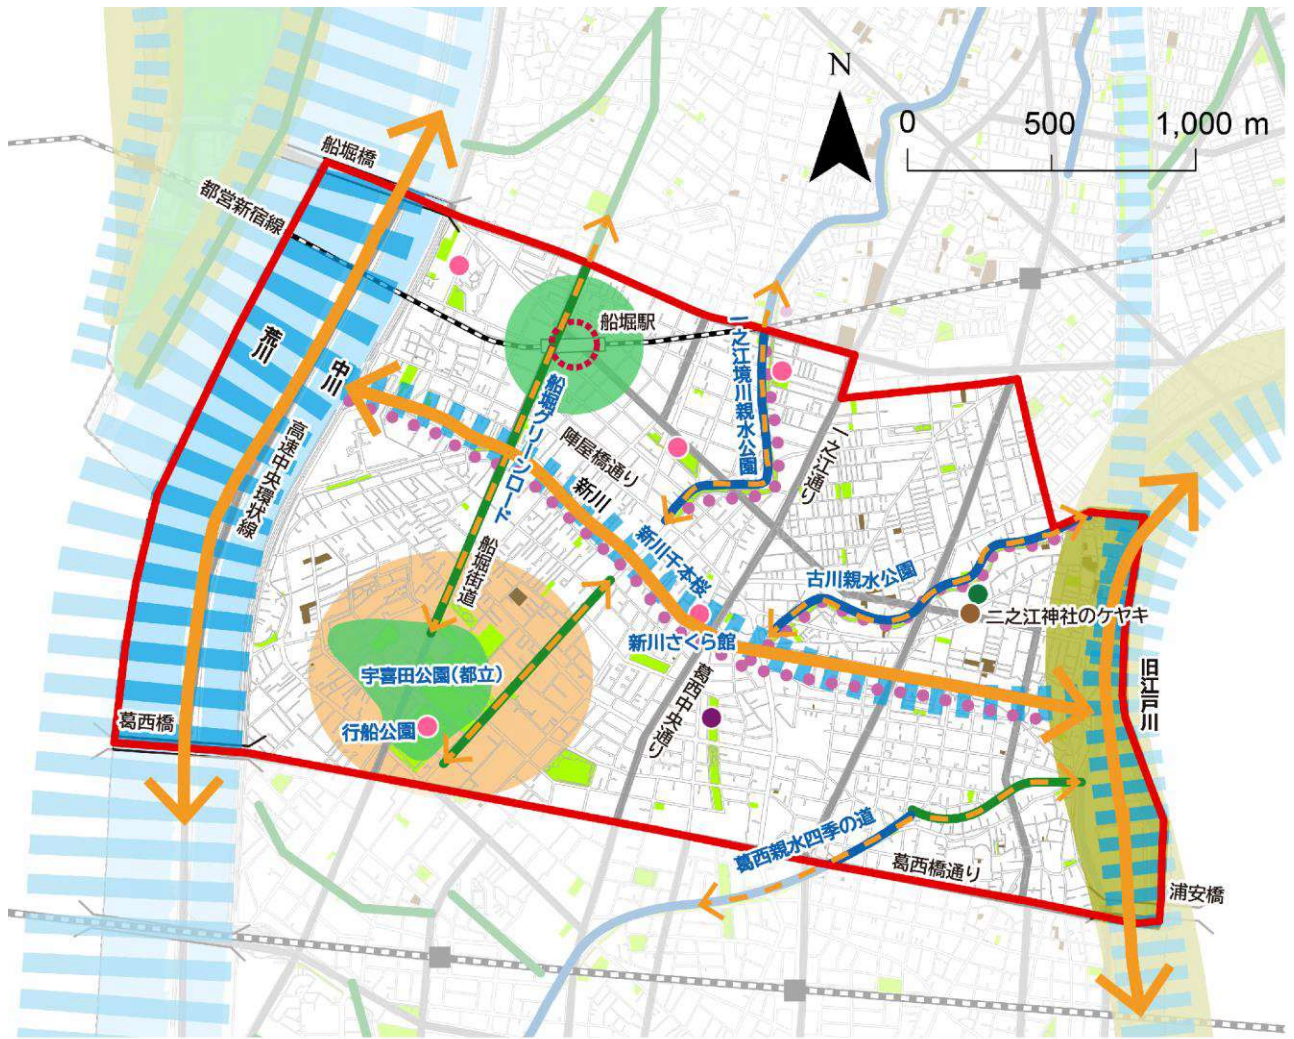 N
0 500 1,000 m
船堀橋
都営新宿線
船堀駅
荒川
中川
高速中央環状線
船堀グリーンロード
陣屋橋通り
新川
一之江境川親水公園
一之江通り
船堀街道
新川千本桜
古川親水公園
二之江神社のケヤキ
新川さくら館
宇喜田公園(都立)
行船公園
葛西中央通り
旧江戸川
葛西橋
葛西親水四季の道
葛西橋通り
浦安橋